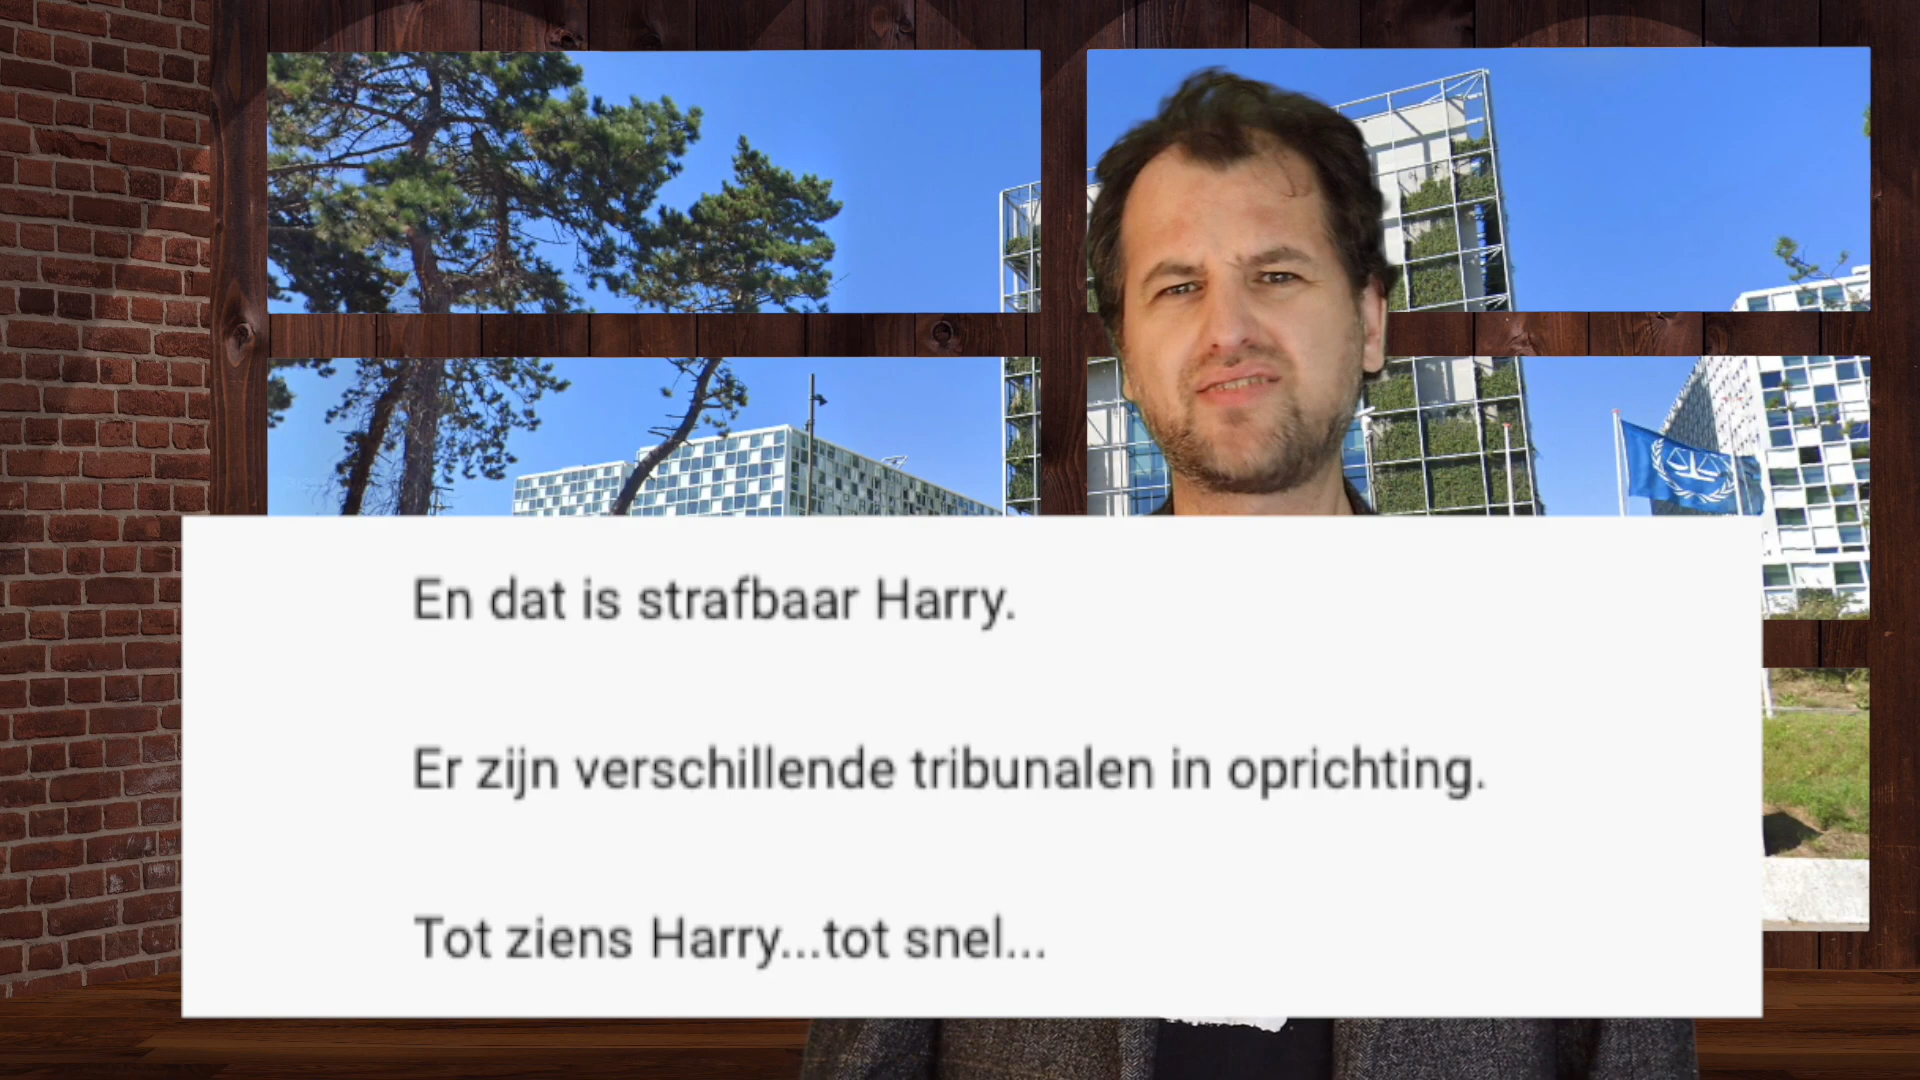 En dat is strafbaar Harry.
Er zijn verschillende tribunalen in oprichting.
Tot ziens Harry...tot snel...